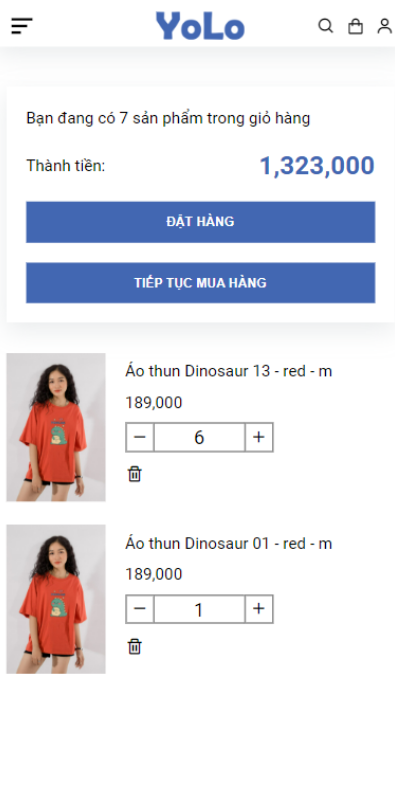 YoLo
Bạn đang có 7 sản phẩm trong giỏ hàng
Thành tiền: 1,323,000
ĐẶT HÀNG
TIẾP TỤC MUA HÀNG
Áo thun Dinosaur 13 - red - m
189,000
− 6 +
Áo thun Dinosaur 01 - red - m
189,000
− 1 +